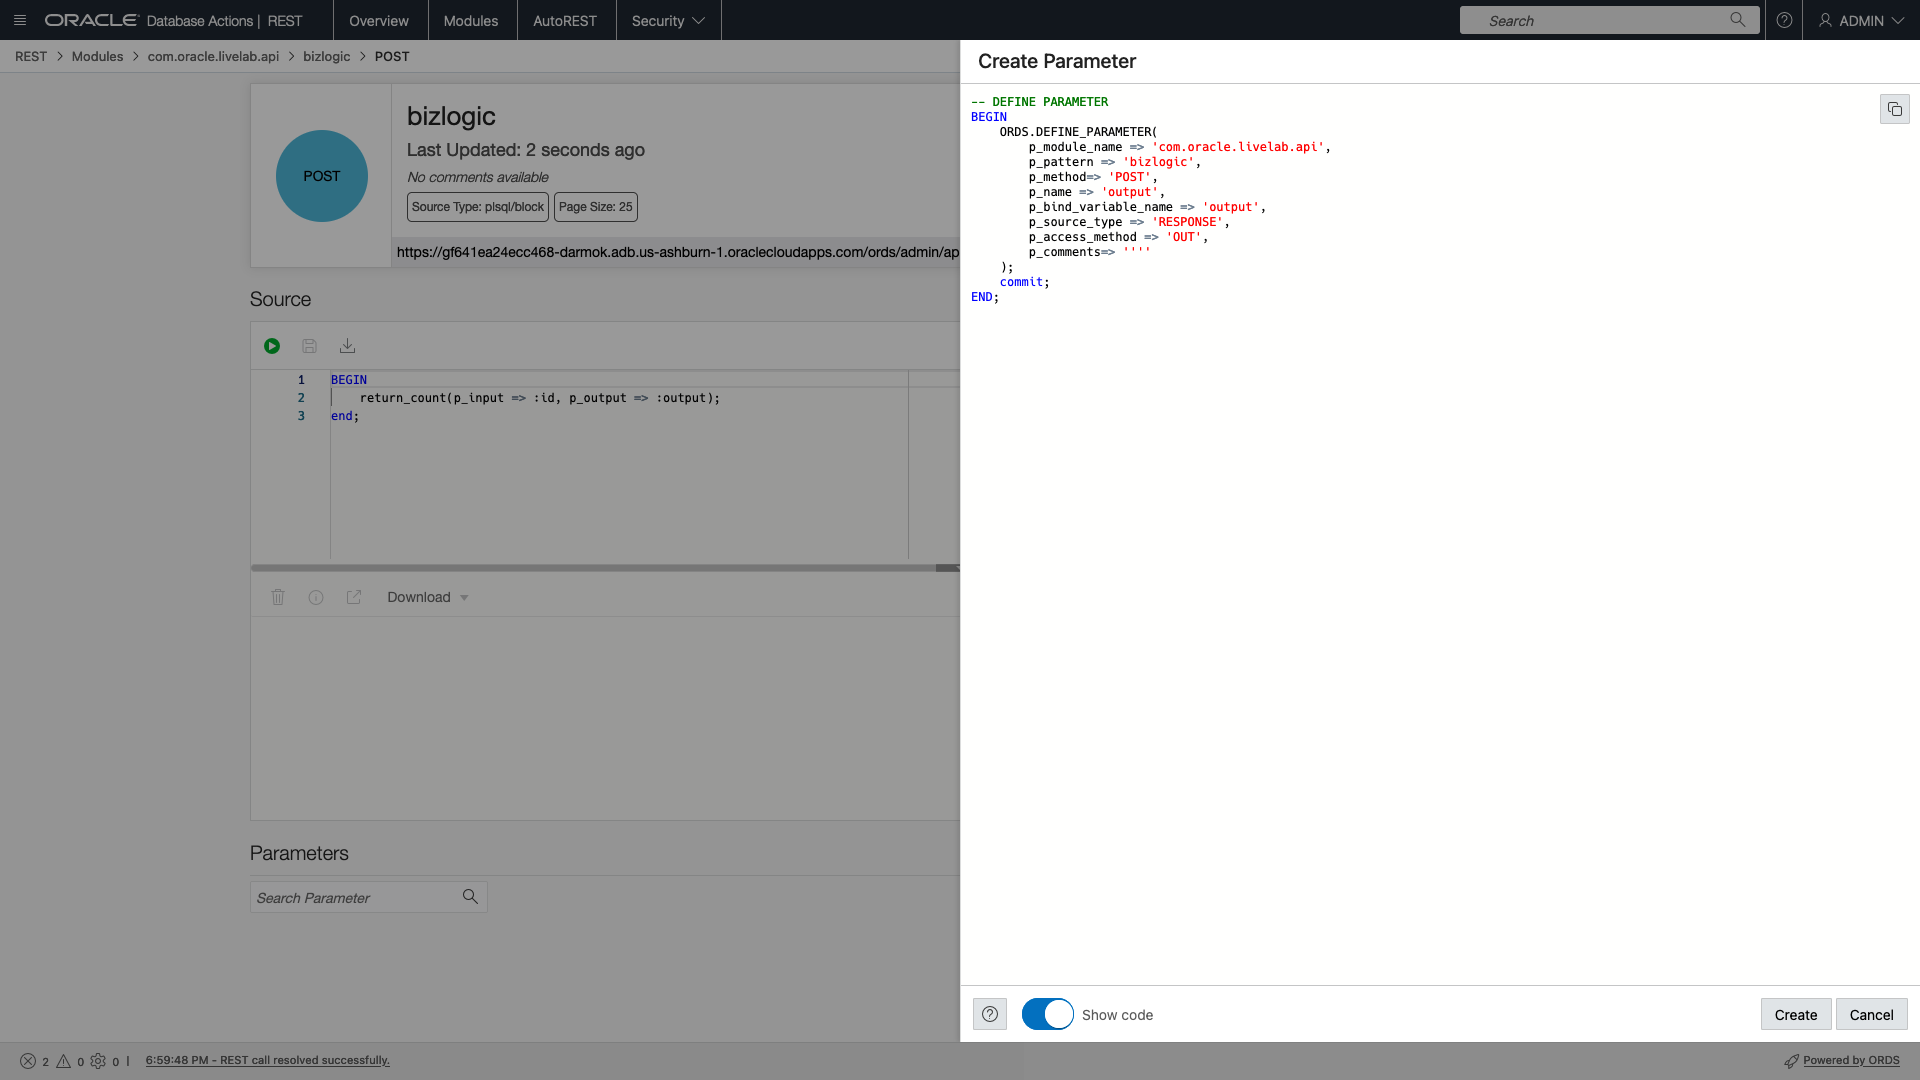 ORACLE Database Actions | REST
Overview
Modules
AutoREST
Security
Search
ADMIN
REST > Modules > com.oracle.livelab.api > bizlogic > POST
POST
bizlogic
Last Updated: 2 seconds ago
No comments available
Source Type: plsql/block
Page Size: 25
https://gf641ea24ecc468-darmok.adb.us-ashburn-1.oraclecloudapps.com/ords/admin/ap
Source
1 BEGIN
2     return_count(p_input => :id, p_output => :output);
3 end;
Download
Parameters
Search Parameter
Create Parameter
-- DEFINE PARAMETER
BEGIN
    ORDS.DEFINE_PARAMETER(
        p_module_name => 'com.oracle.livelab.api',
        p_pattern => 'bizlogic',
        p_method=> 'POST',
        p_name => 'output',
        p_bind_variable_name => 'output',
        p_source_type => 'RESPONSE',
        p_access_method => 'OUT',
        p_comments=> ''''
    );
    commit;
END;
Show code
Create
Cancel
2 0 0 | 6:59:48 PM - REST call resolved successfully.
Powered by ORDS